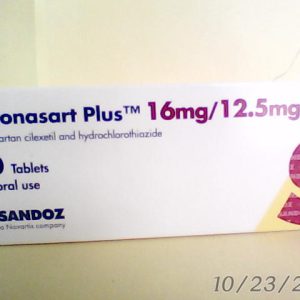 onasart Plus™ 16mg/12.5mg
artan cilexetil and hydrochlorothiazide
Tablets
oral use
SANDOZ
a Novartis company
10/23/2